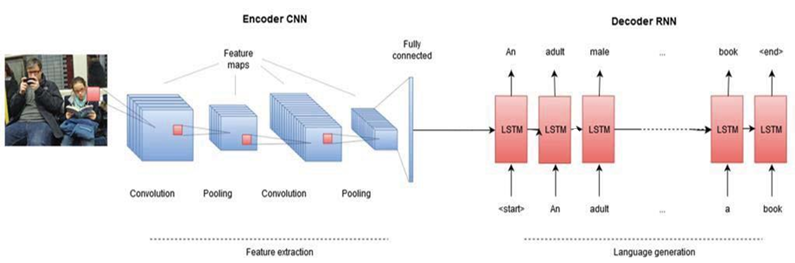 Encoder CNN
Decoder RNN
Feature
maps
Fully
connected
An adult male ... book <end>
LSTM LSTM LSTM LSTM LSTM
Convolution Pooling Convolution Pooling
<start> An adult ... a book
Feature extraction
Language generation